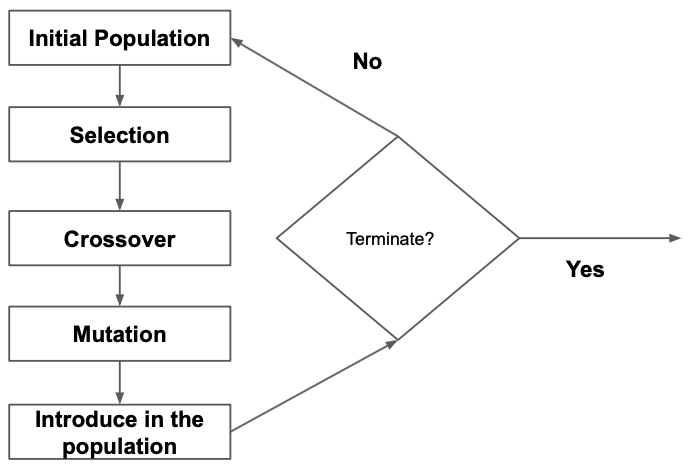 Initial Population
No
Selection
Crossover
Terminate?
Yes
Mutation
Introduce in the
population